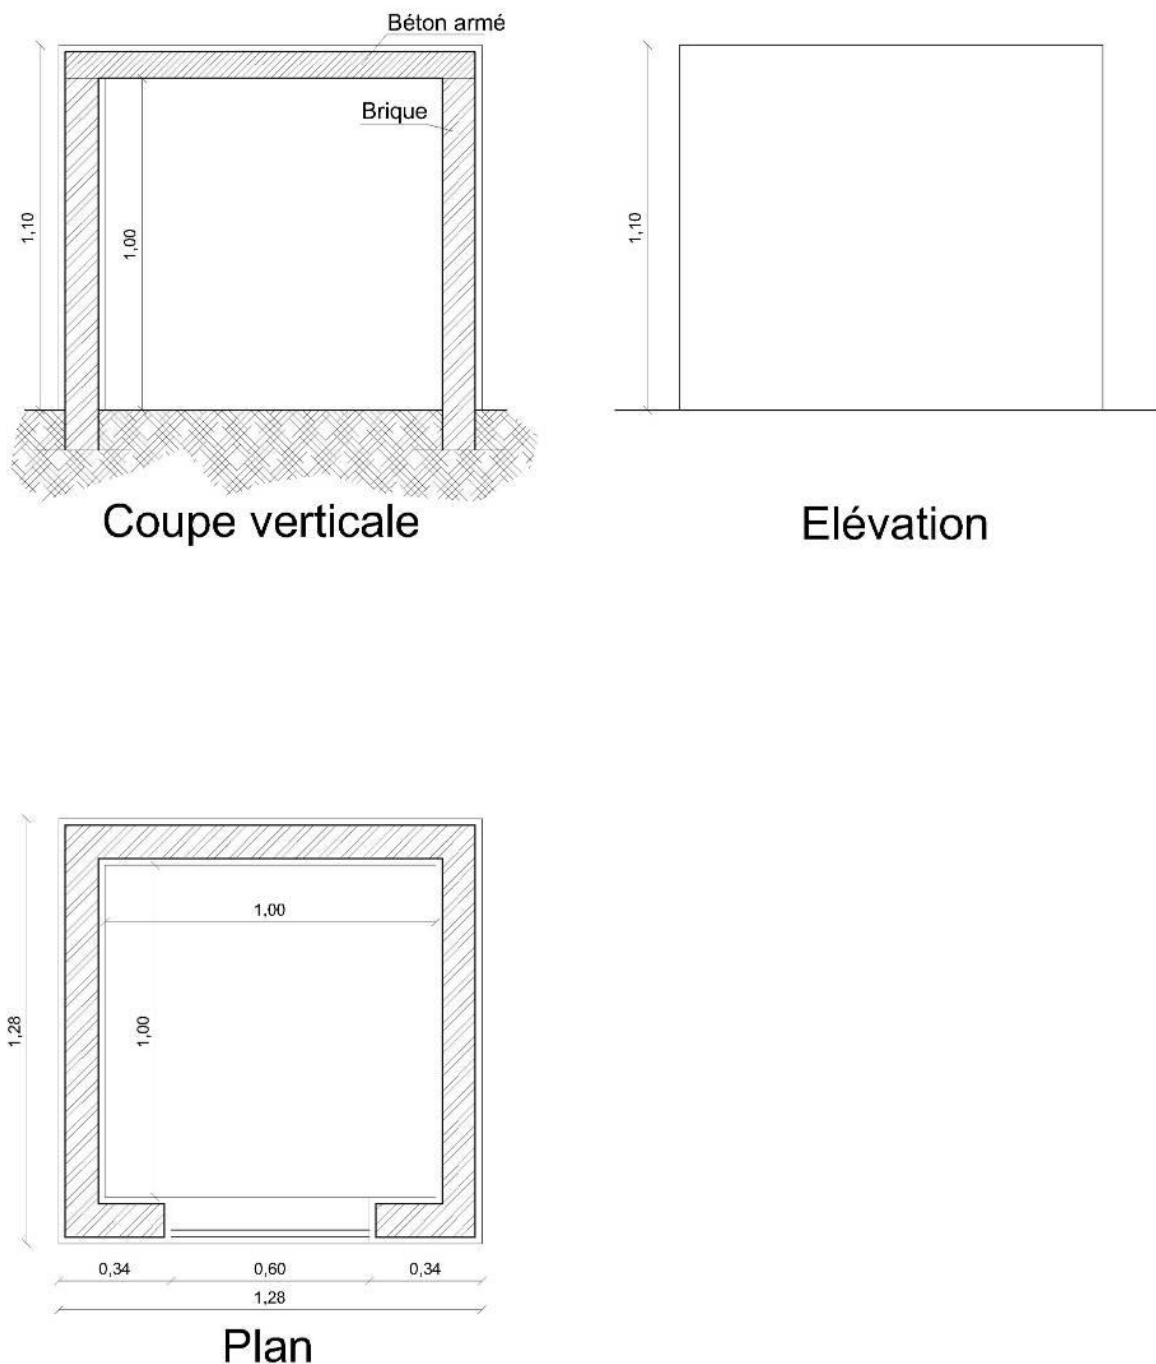 Béton armé
Brique
1,10
1,00
1,10
Coupe verticale
Elévation
1,00
1,00
1,28
0,34
0,60
0,34
1,28
Plan